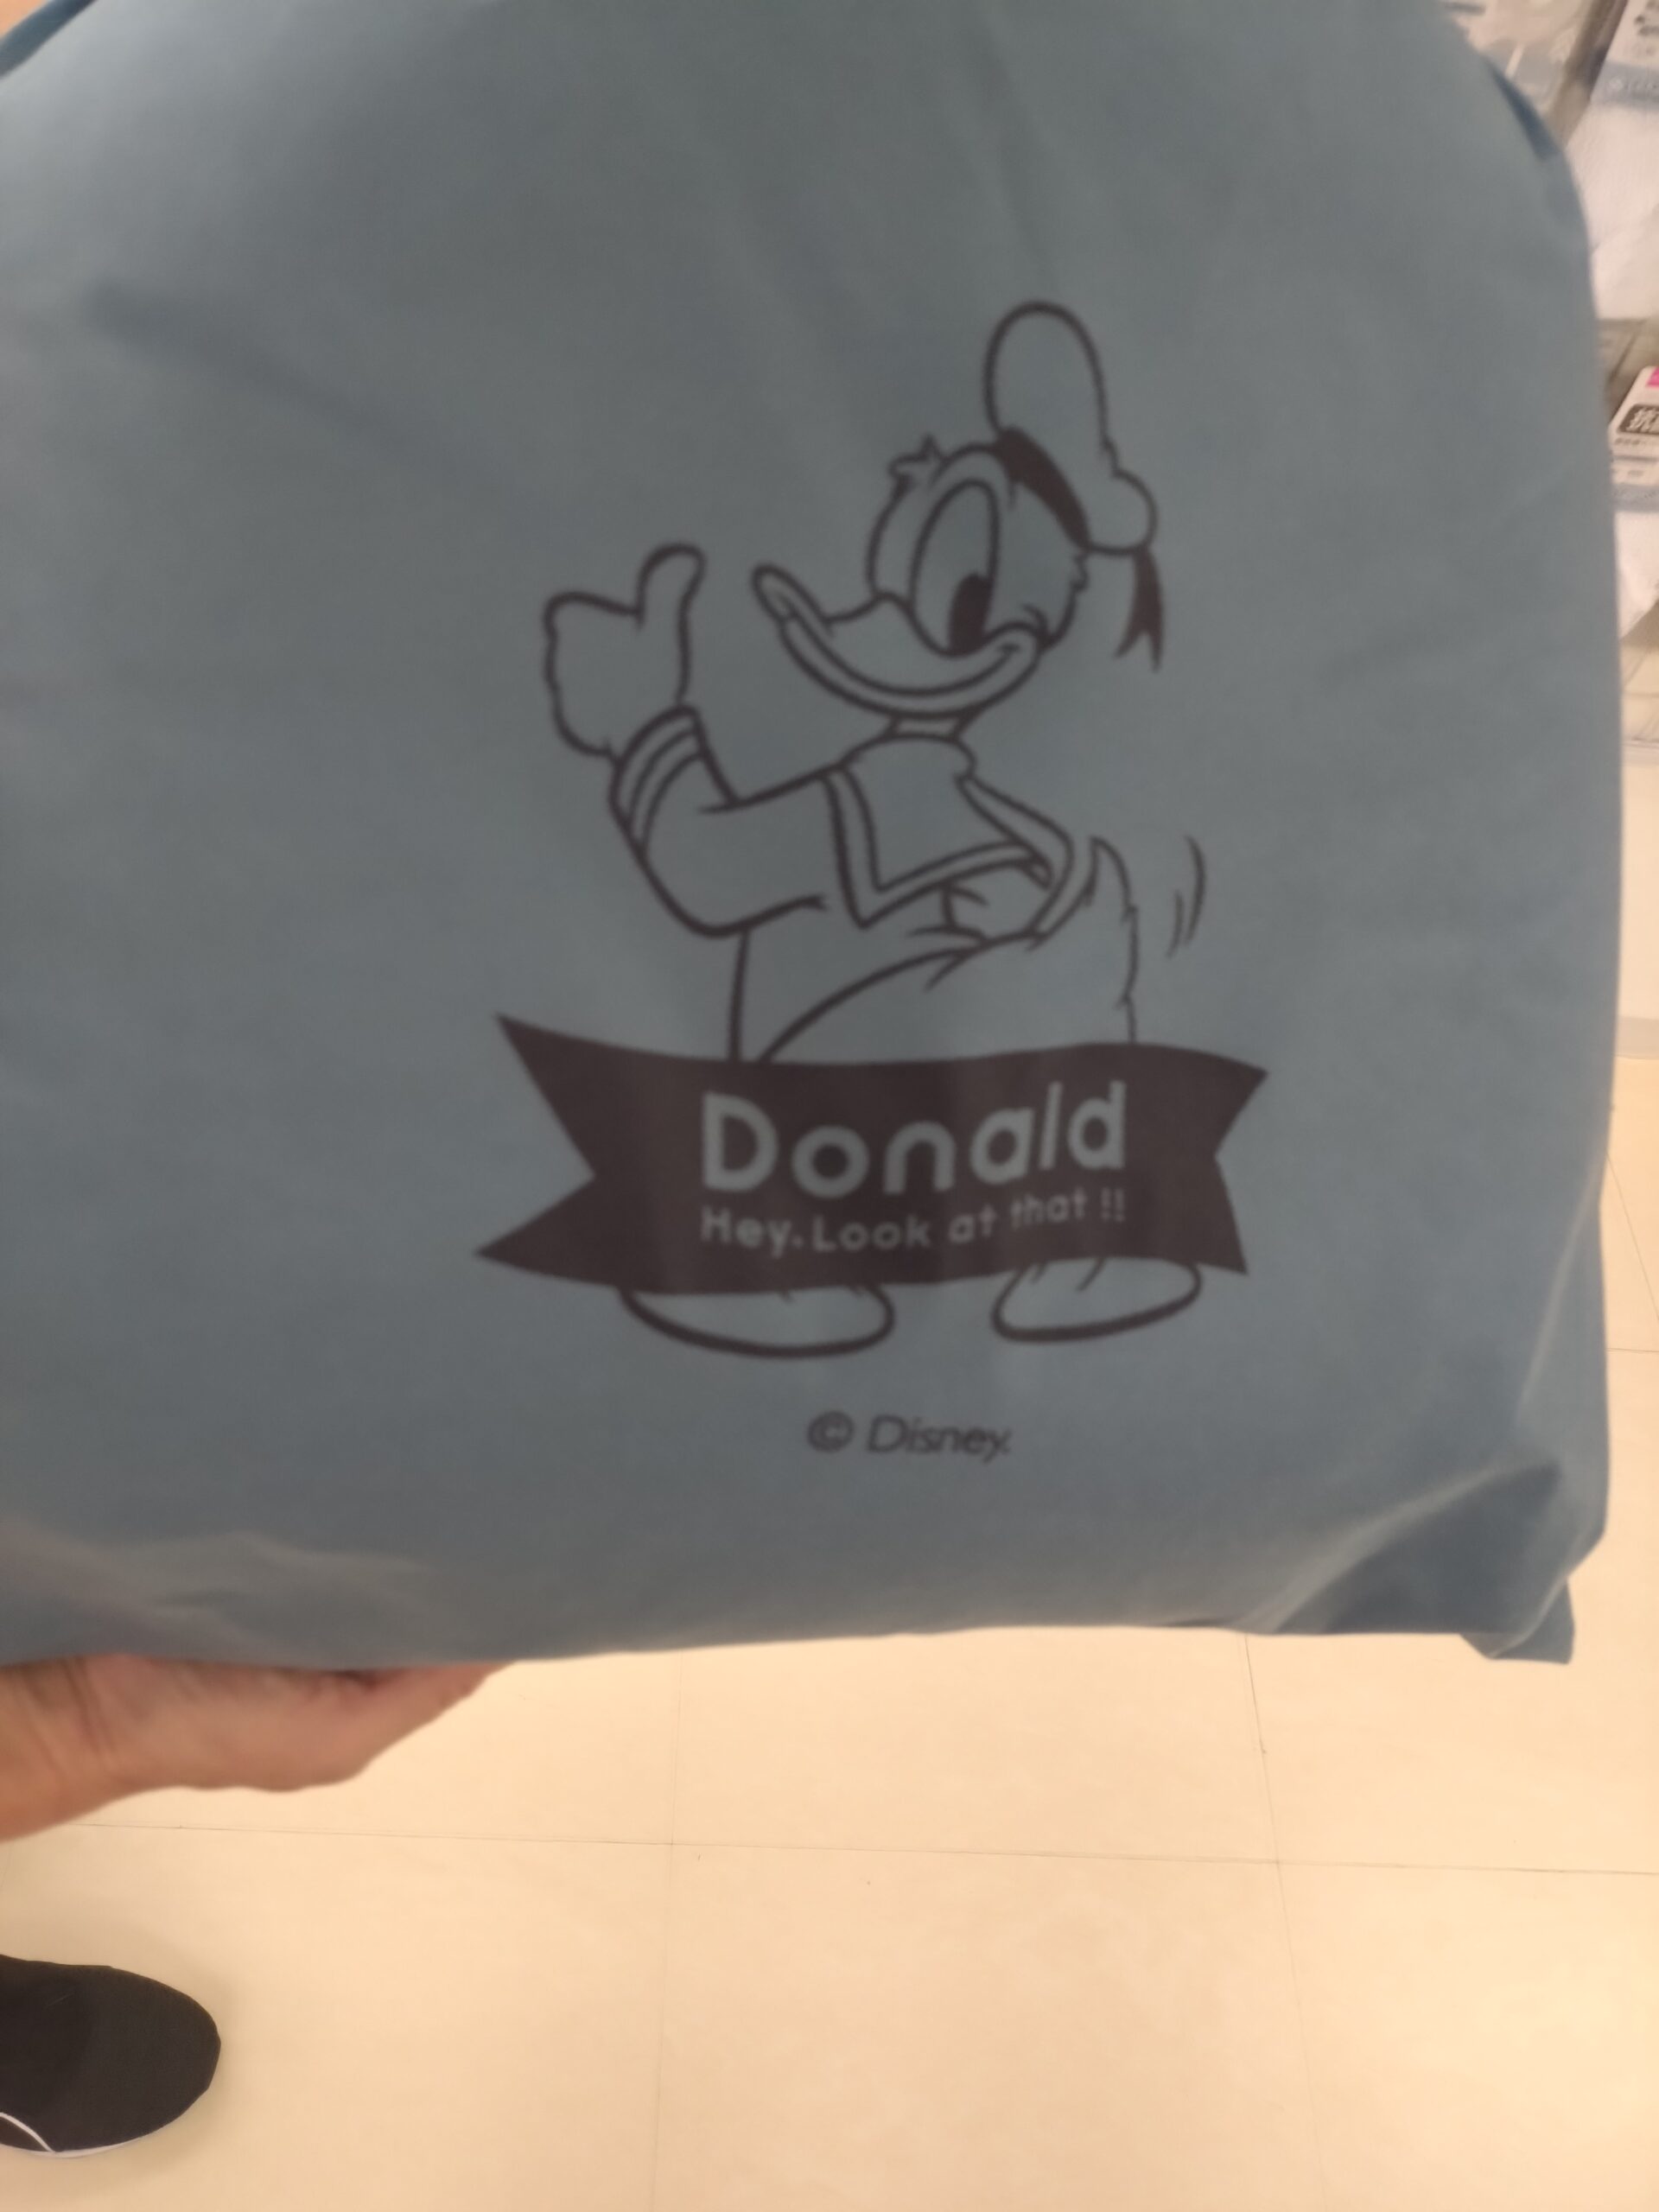 Donald
Hey. Look at that !!
© Disney.